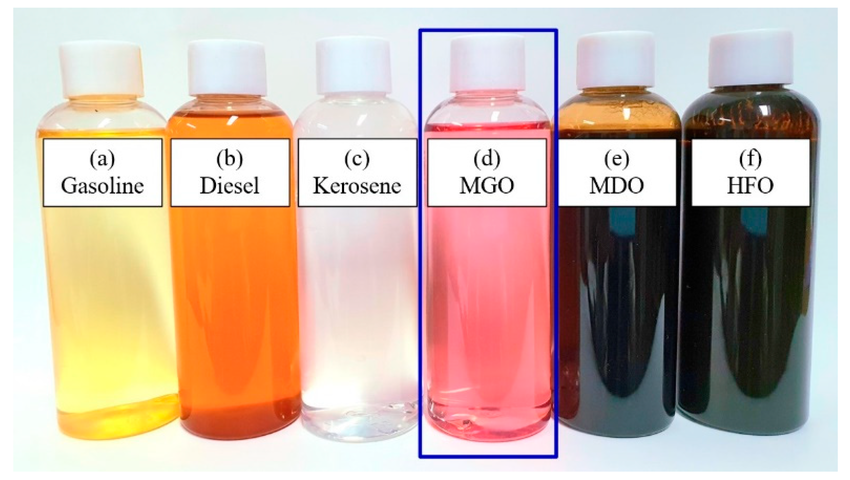 (a)
Gasoline
(b)
Diesel
(c)
Kerosene
(d)
MGO
(e)
MDO
(f)
HFO